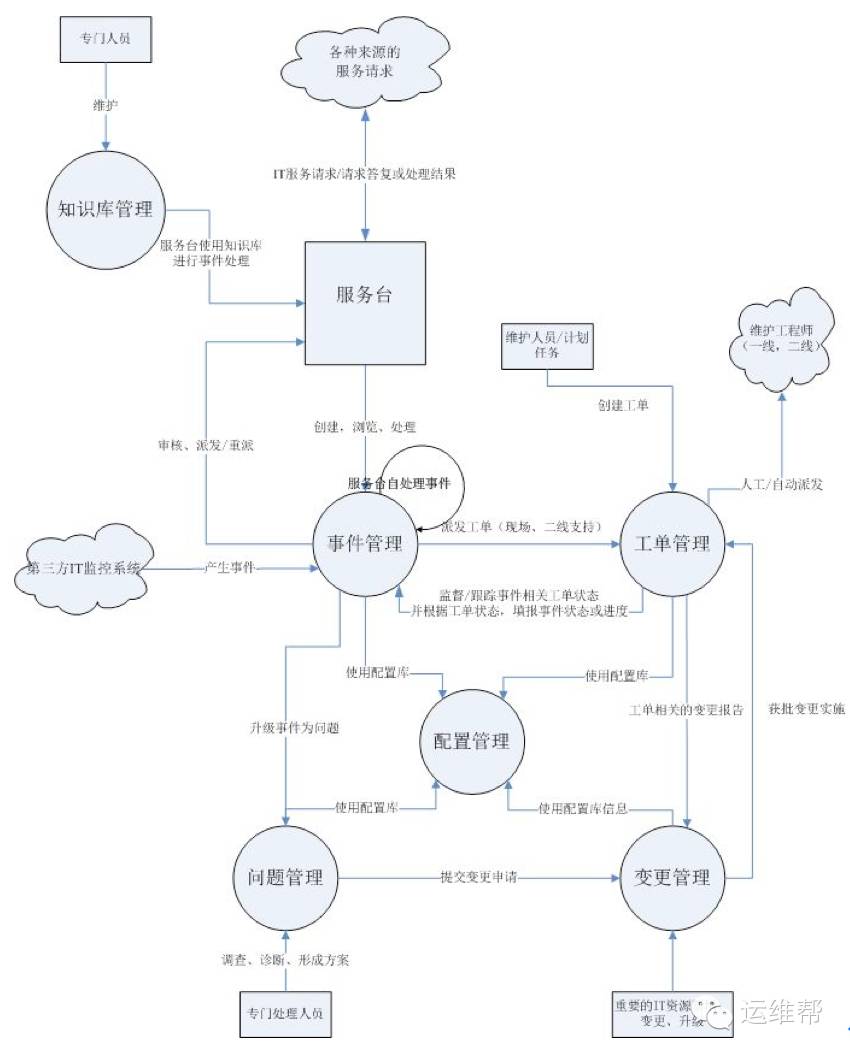 专门人员
各种来源的
服务请求
维护
IT服务请求/请求答复或处理结果
知识库管理
服务台使用知识库
进行事件处理
服务台
维护人员/计划
任务
维护工程师
（一线，二线）
创建工单
创建，浏览、处理
审核、派发/重派
服务台自处理事件
人工/自动派发
派发工单（现场、二线支持）
事件管理
工单管理
第三方IT监控系统
产生事件
监督/跟踪事件相关工单状态
并根据工单状态，填报事件状态或进度
使用配置库
使用配置库
工单相关的变更报告
获批变更实施
升级事件为问题
配置管理
使用配置库
使用配置库信息
问题管理
提交变更申请
变更管理
调查、诊断、形成方案
专门处理人员
重要的IT资源
变更、升级
运维帮